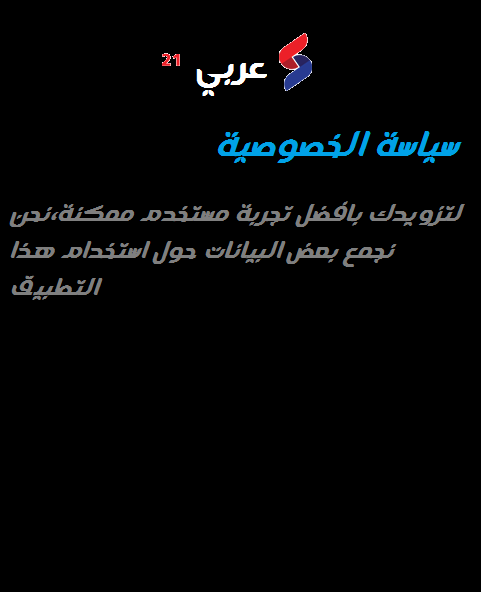 عربي 21
سياسة الخصوصية
لتزويدك بأفضل تجربة مستخدم ممكنة،نحن
نجمع بعض البيانات حول استخدام هذا
التطبيق